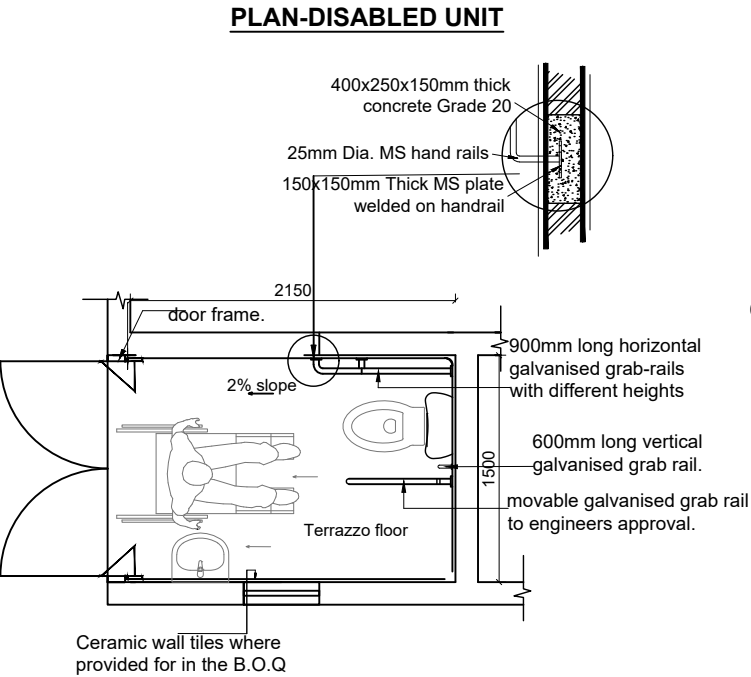 PLAN-DISABLED UNIT
400x250x150mm thick
concrete Grade 20
25mm Dia. MS hand rails
150x150mm Thick MS plate
welded on handrail
2150
door frame.
900mm long horizontal
galvanised grab-rails
with different heights
2% slope
600mm long vertical
galvanised grab rail.
1500
movable galvanised grab rail
to engineers approval.
Terrazzo floor
Ceramic wall tiles where
provided for in the B.O.Q